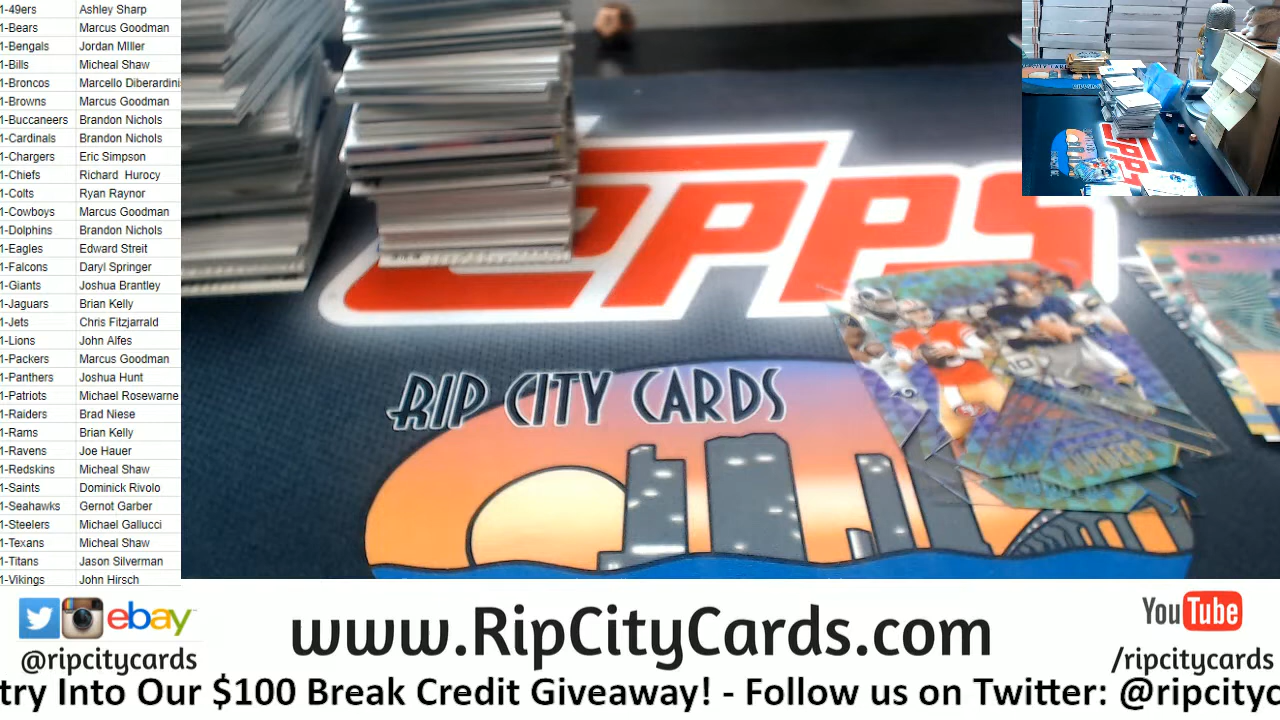 1-49ers Ashley Sharp
1-Bears Marcus Goodman
1-Bengals Jordan MIller
1-Bills Micheal Shaw
1-Broncos Marcello Diberardini
1-Browns Marcus Goodman
1-Buccaneers Brandon Nichols
1-Cardinals Brandon Nichols
1-Chargers Eric Simpson
1-Chiefs Richard Hurocy
1-Colts Ryan Raynor
1-Cowboys Marcus Goodman
1-Dolphins Brandon Nichols
1-Eagles Edward Streit
1-Falcons Daryl Springer
1-Giants Joshua Brantley
1-Jaguars Brian Kelly
1-Jets Chris Fitzjarrald
1-Lions John Alfes
1-Packers Marcus Goodman
1-Panthers Joshua Hunt
1-Patriots Michael Rosewarne
1-Raiders Brad Niese
1-Rams Brian Kelly
1-Ravens Joe Hauer
1-Redskins Micheal Shaw
1-Saints Dominick Rivolo
1-Seahawks Gernot Garber
1-Steelers Michael Gallucci
1-Texans Micheal Shaw
1-Titans Jason Silverman
1-Vikings John Hirsch
OPPS
RIP CITY CARDS
ebay
@ripcitycards
www.RipCityCards.com
YouTube
/ripcitycards
try Into Our $100 Break Credit Giveaway! - Follow us on Twitter: @ripcityc